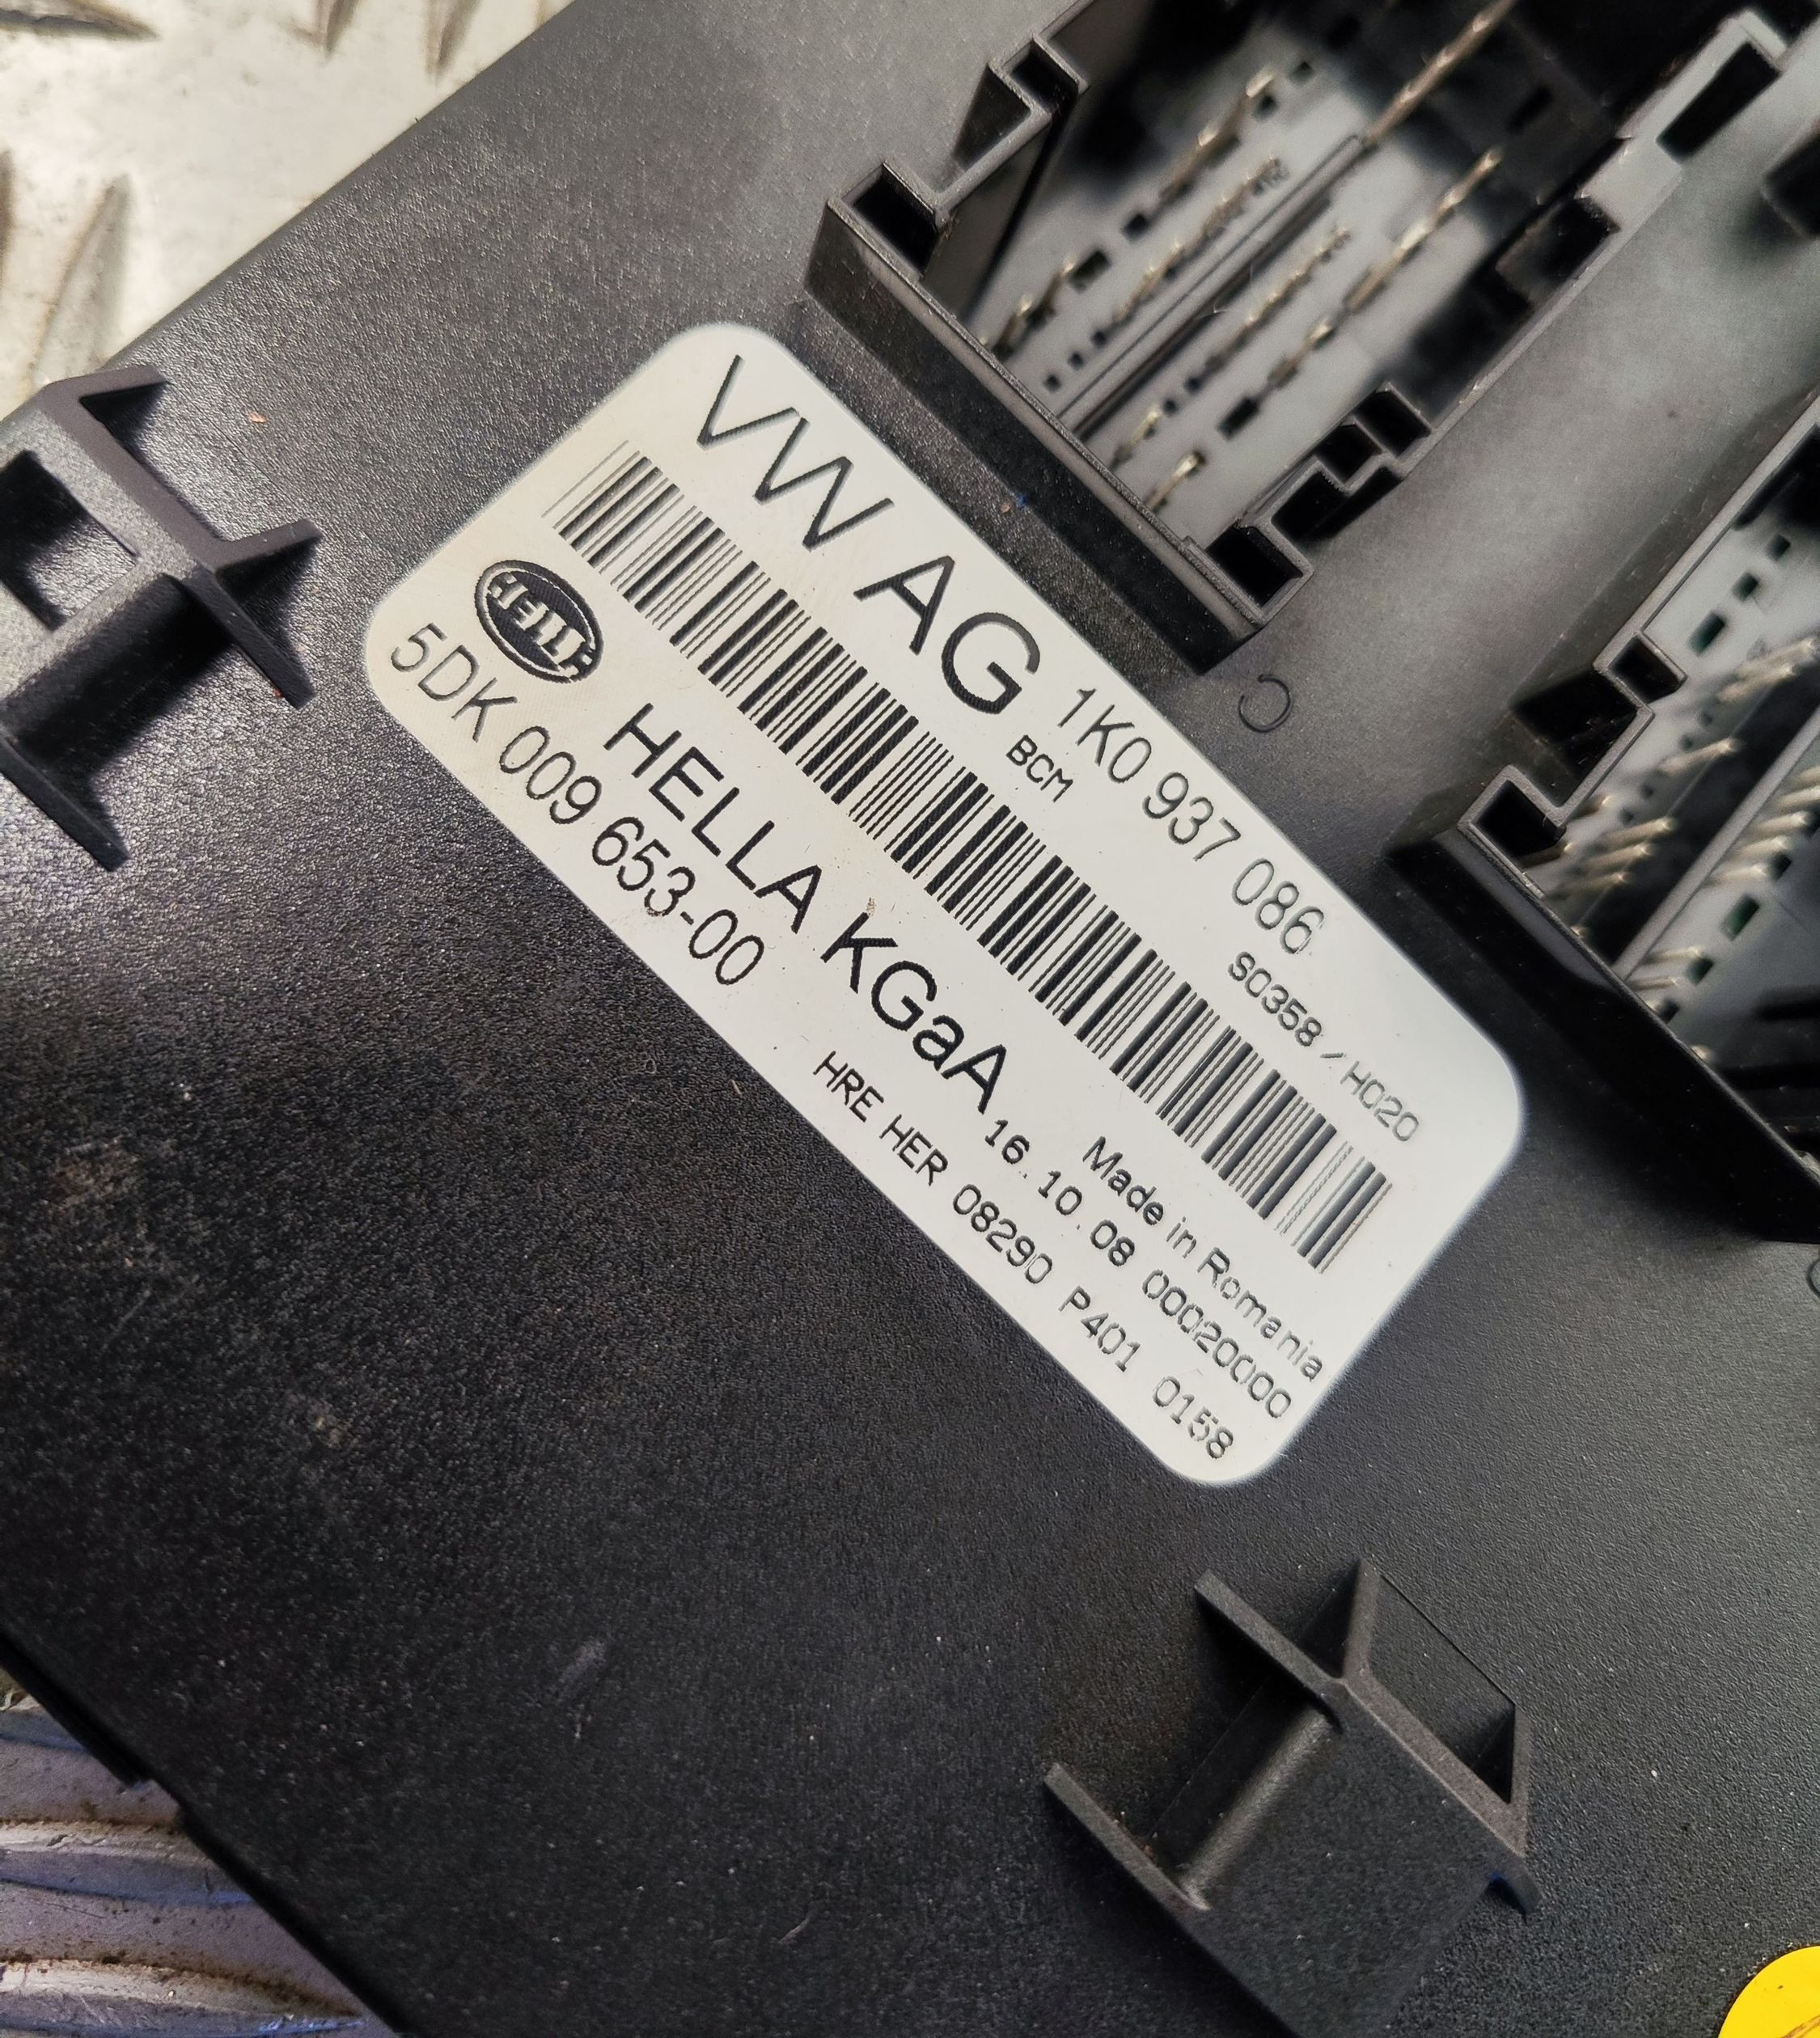 VW AG 1K0 937 086
BCM S0358/H020
HELLA
HELLA KGaA Made in Romania
5DK 009 653-00 16.10.08 00020000
HRE HER 08290 P401 0158
C